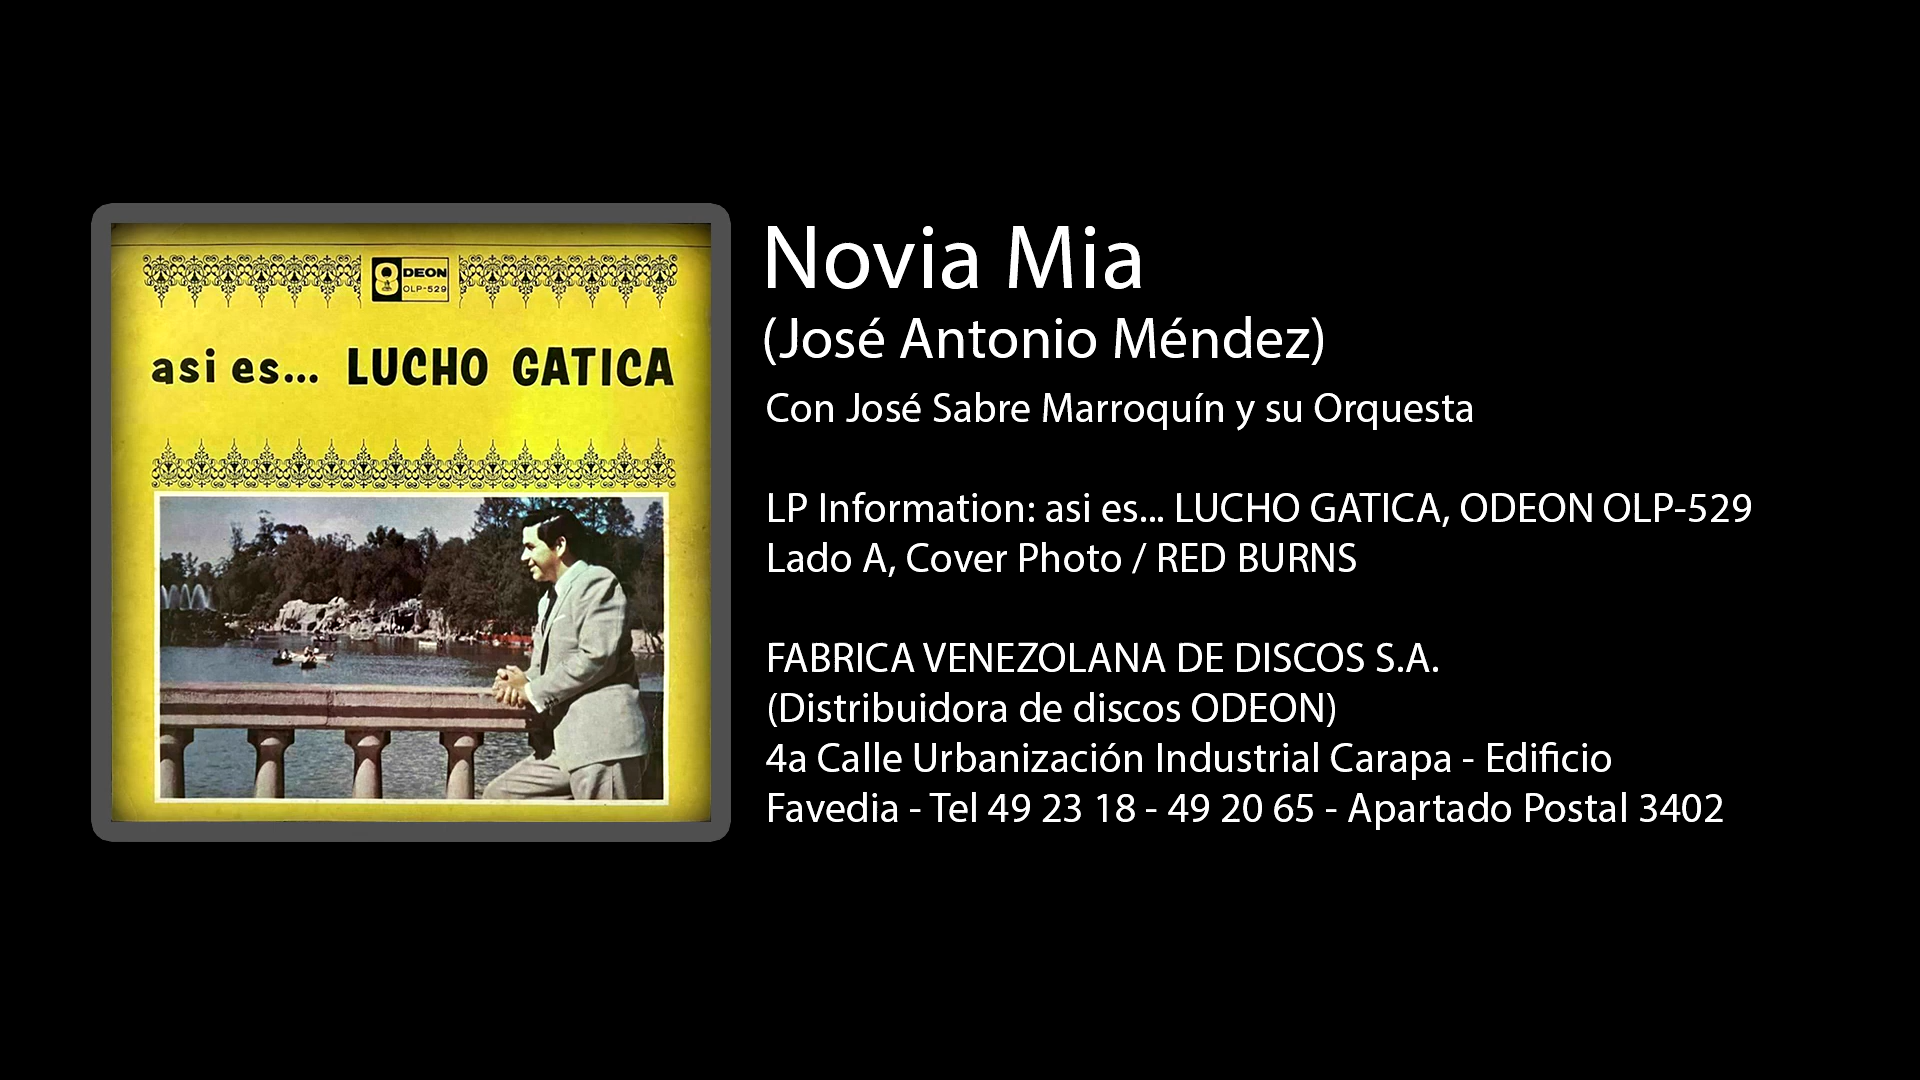 ODEON
OLP-529
asi es... LUCHO GATICA
Novia Mia
(José Antonio Méndez)
Con José Sabre Marroquín y su Orquesta
LP Information: asi es... LUCHO GATICA, ODEON OLP-529
Lado A, Cover Photo / RED BURNS
FABRICA VENEZOLANA DE DISCOS S.A.
(Distribuidora de discos ODEON)
4a Calle Urbanización Industrial Carapa - Edificio
Favedia - Tel 49 23 18 - 49 20 65 - Apartado Postal 3402